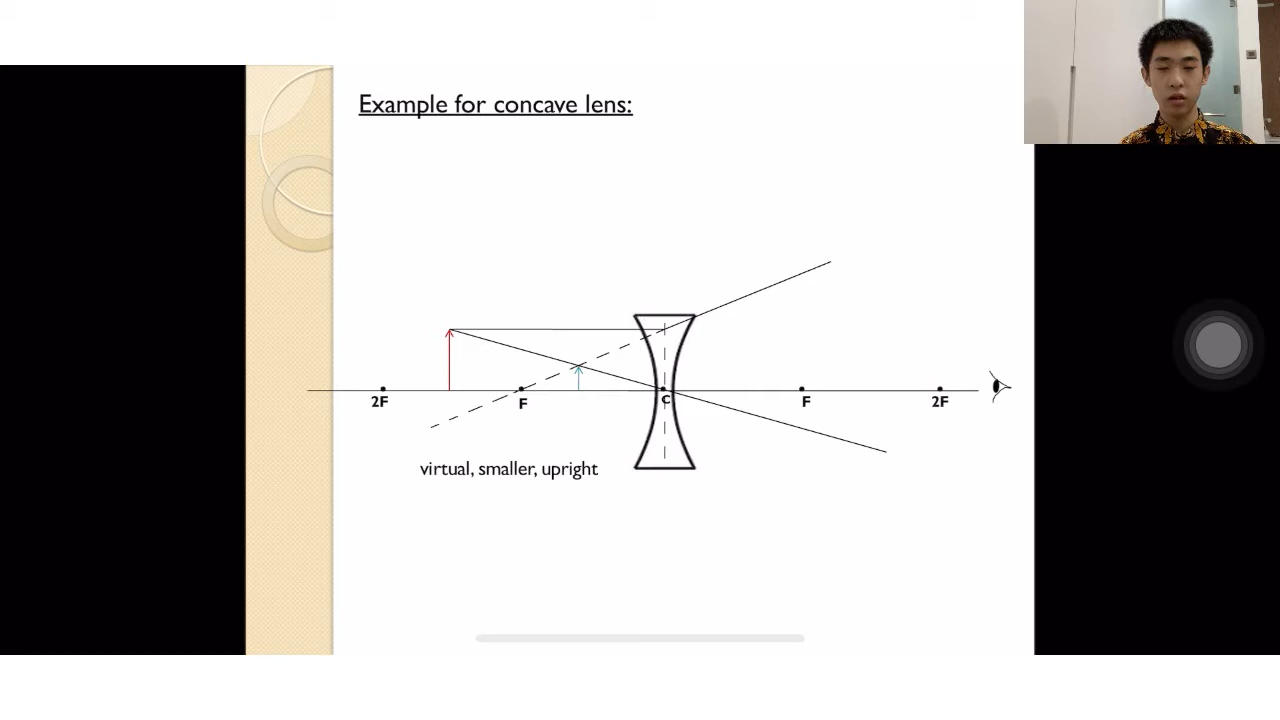 Example for concave lens:
2F
F
C
F
2F
virtual, smaller, upright